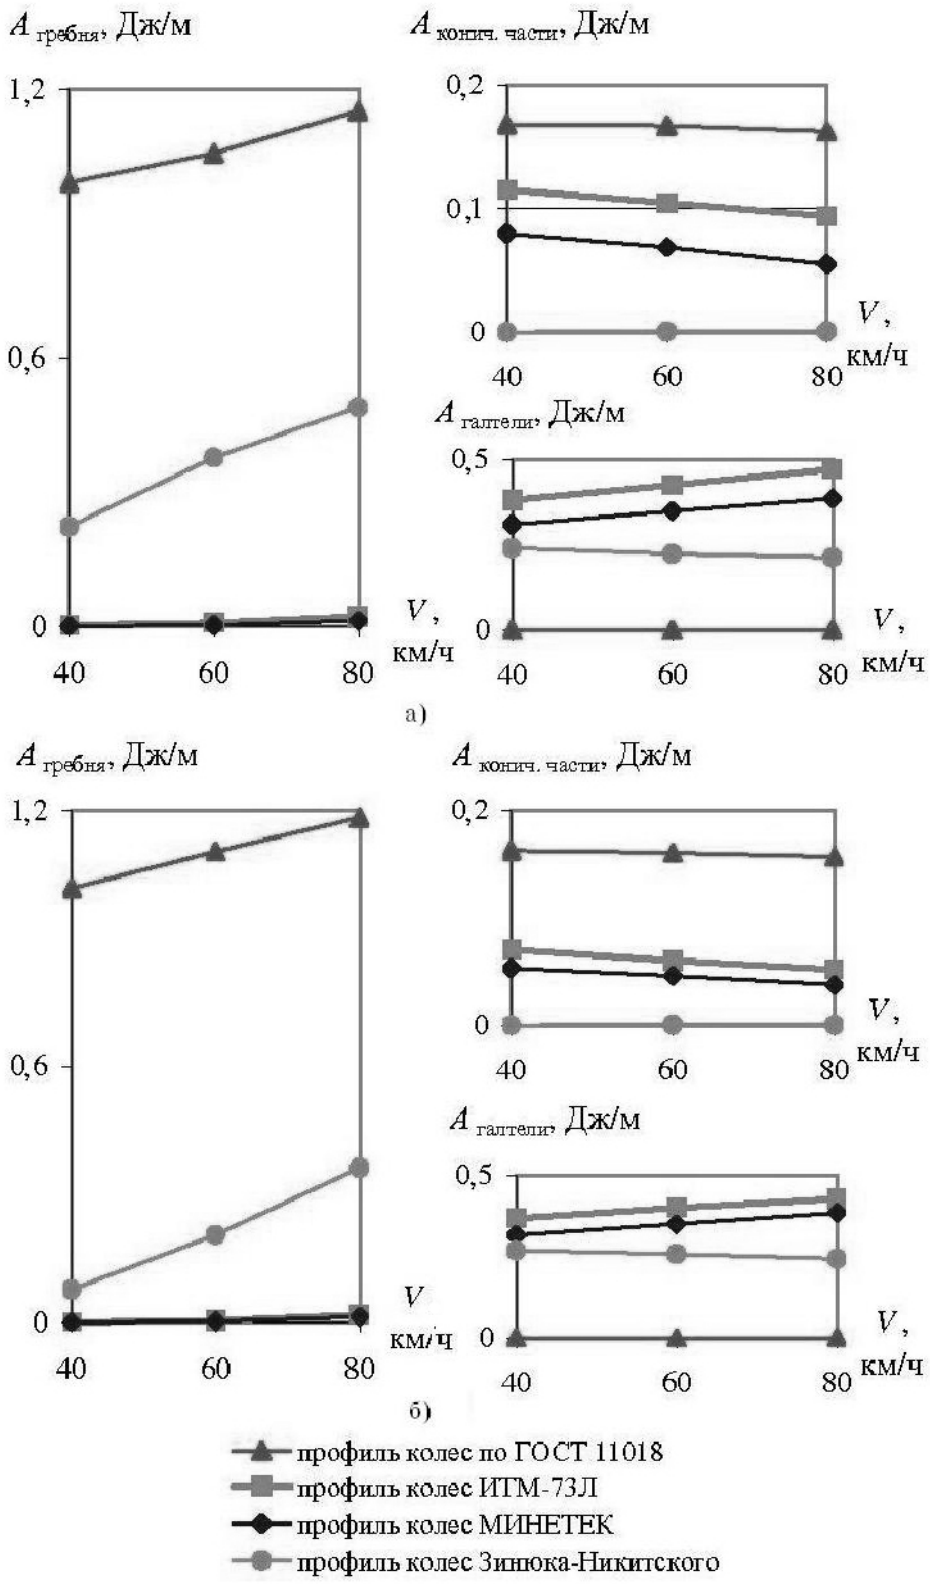 A гребня, Дж/м
1,2
0,6
0
40 60 80
V,
км/ч
A конич. части, Дж/м
0,2
0,1
0
40 60 80
V,
км/ч
A галтели, Дж/м
0,5
0
40 60 80
V,
км/ч
а)
A гребня, Дж/м
1,2
0,6
0
40 60 80
V
км/ч
A конич. части, Дж/м
0,2
0
40 60 80
V,
км/ч
A галтели, Дж/м
0,5
0
40 60 80
V,
км/ч
б)
профиль колес по ГОСТ 11018
профиль колес ИТМ-73Л
профиль колес МИНЕТЕК
профиль колес Зинюка-Никитского